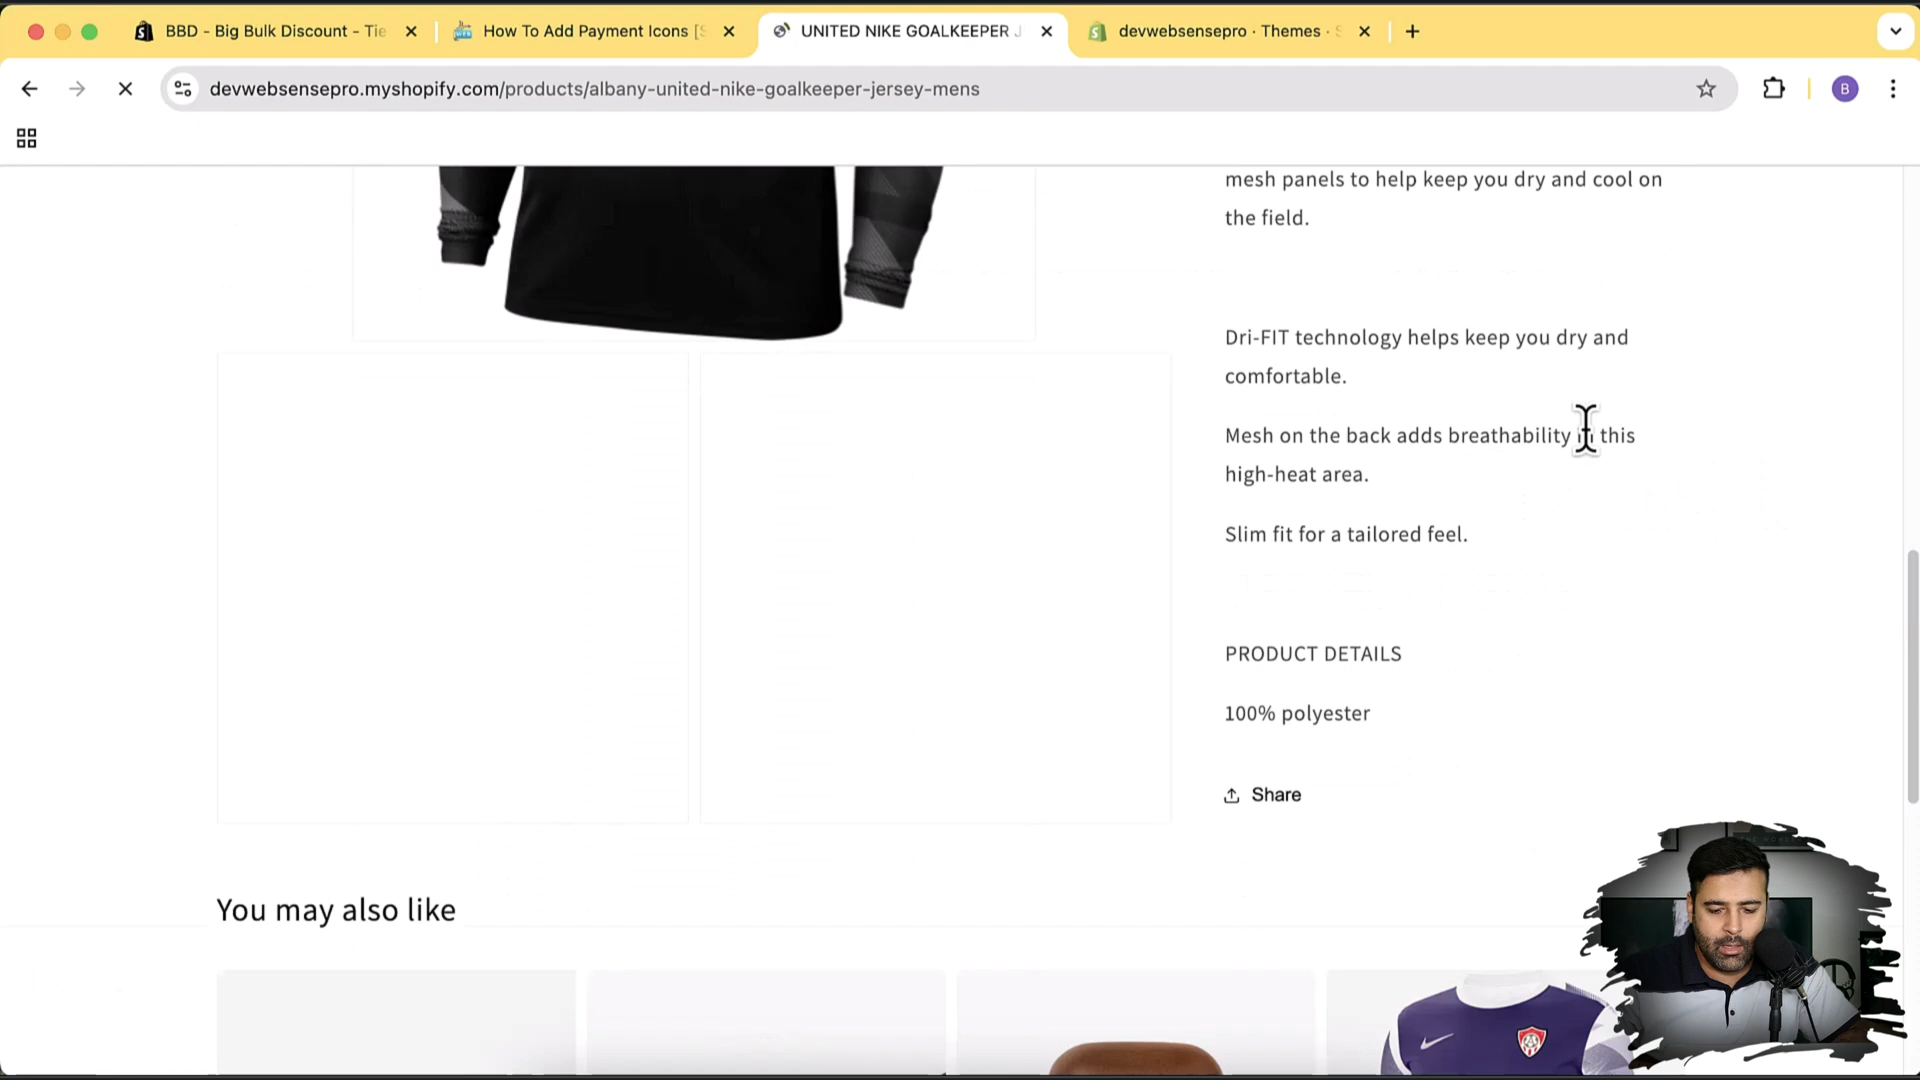 BBD - Big Bulk Discount - Tie
How To Add Payment Icons [S
UNITED NIKE GOALKEEPER J
devwebsensepro · Themes · S
devwebsensepro.myshopify.com/products/albany-united-nike-goalkeeper-jersey-mens
B
mesh panels to help keep you dry and cool on
the field.
Dri-FIT technology helps keep you dry and
comfortable.
Mesh on the back adds breathability in this
high-heat area.
Slim fit for a tailored feel.
PRODUCT DETAILS
100% polyester
Share
You may also like